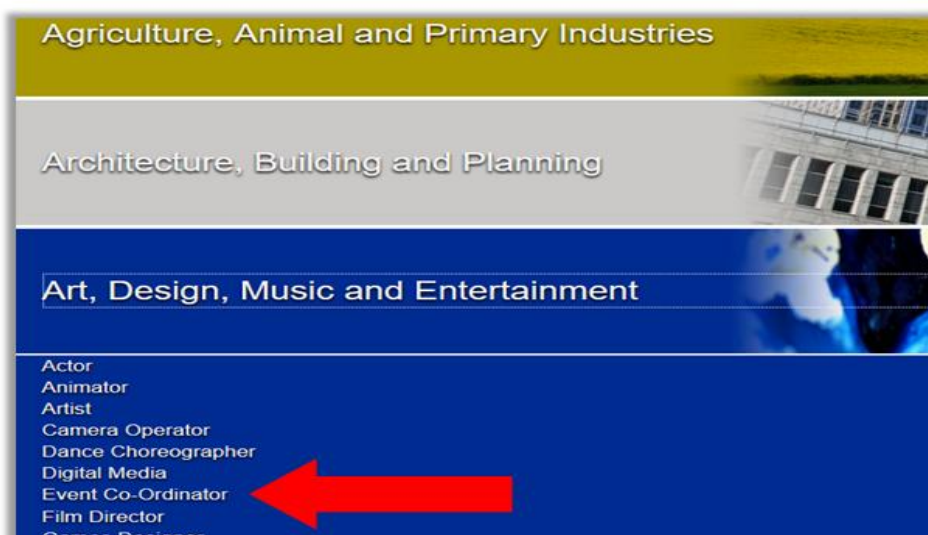 Agriculture, Animal and Primary Industries
Architecture, Building and Planning
Art, Design, Music and Entertainment
Actor
Animator
Artist
Camera Operator
Dance Choreographer
Digital Media
Event Co-Ordinator
Film Director